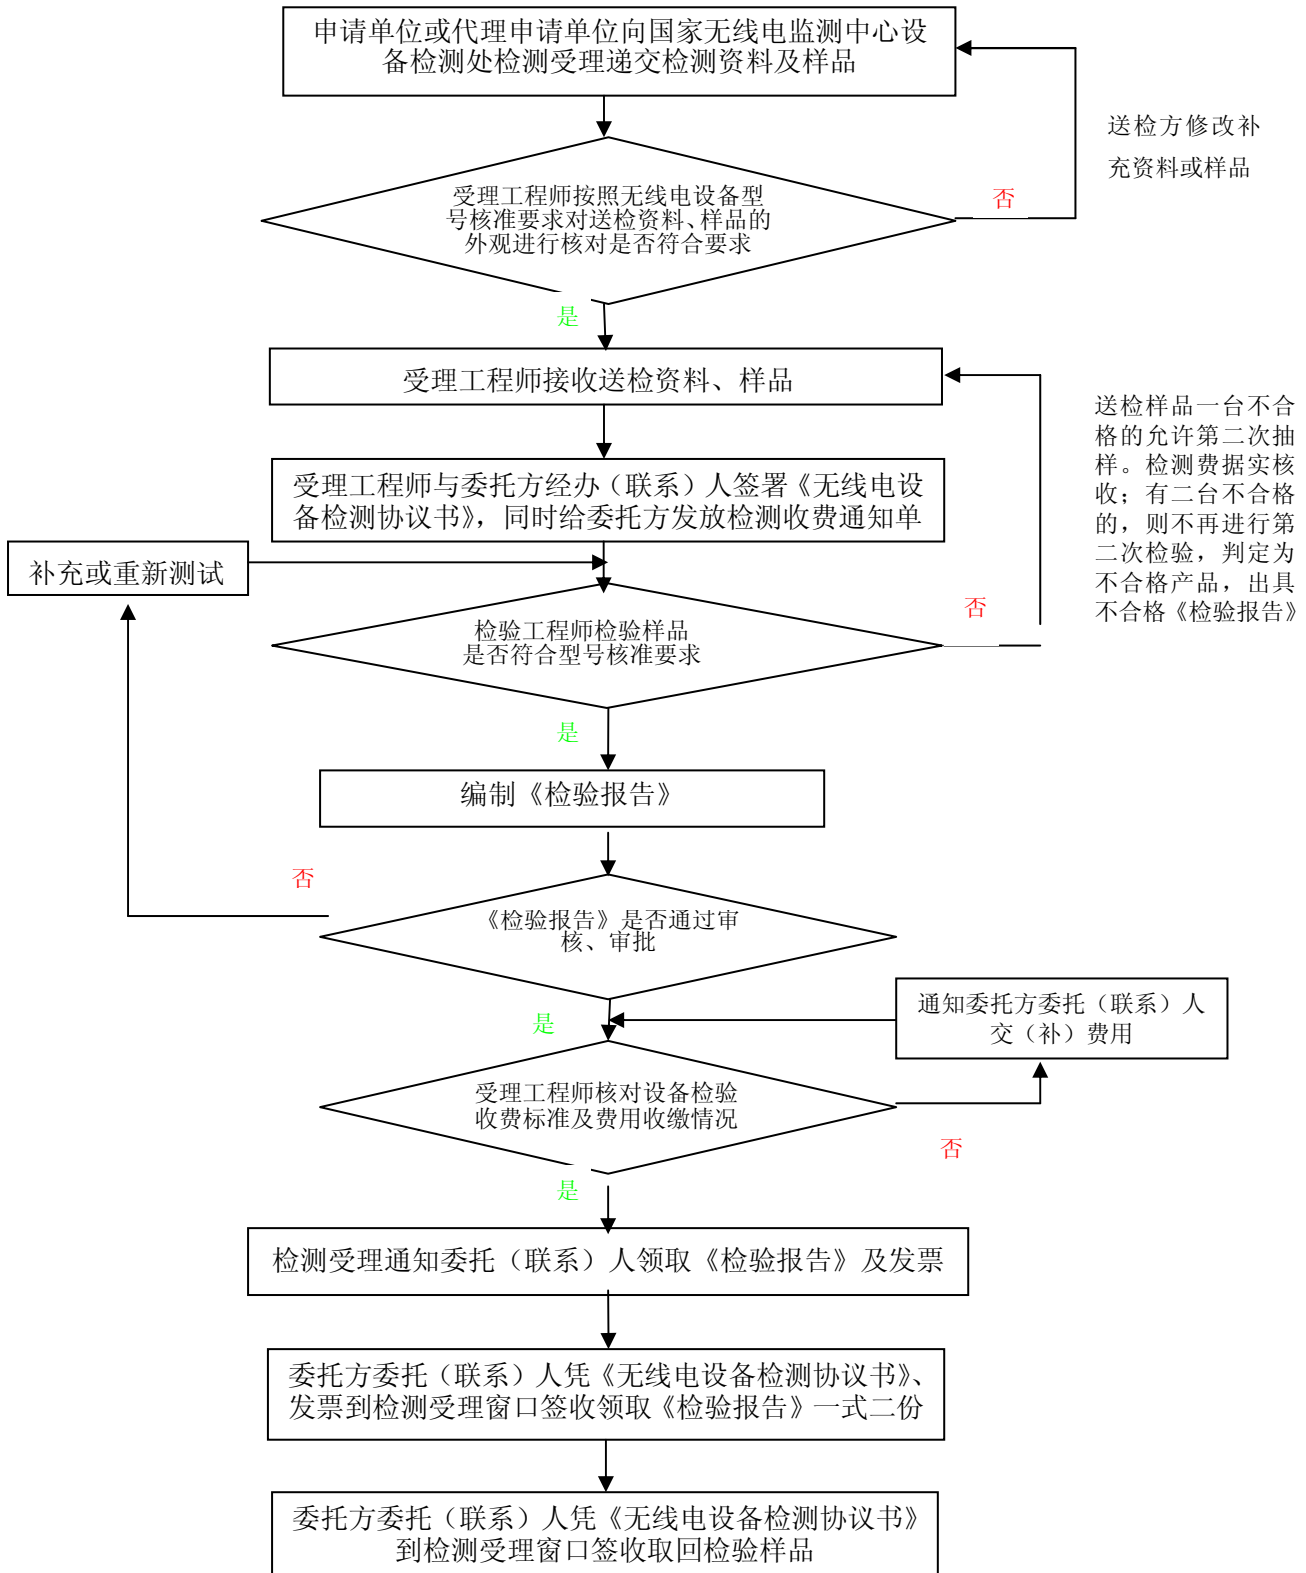 申请单位或代理申请单位向国家无线电监测中心设
备检测处检测受理递交检测资料及样品
送检方修改补
充资料或样品
受理工程师按照无线电设备型
号核准要求对送检资料、样品的
外观进行核对是否符合要求
否
是
受理工程师接收送检资料、样品
送检样品一台不合
格的允许第二次抽
样。检测费据实核
收；有二台不合格
的，则不再进行第
二次检验，判定为
不合格产品，出具
不合格《检验报告》
受理工程师与委托方经办（联系）人签署《无线电设
备检测协议书》，同时给委托方发放检测收费通知单
补充或重新测试
否
检验工程师检验样品
是否符合型号核准要求
是
编制《检验报告》
否
《检验报告》是否通过审
核、审批
通知委托方委托（联系）人
交（补）费用
是
受理工程师核对设备检验
收费标准及费用收缴情况
否
是
检测受理通知委托（联系）人领取《检验报告》及发票
委托方委托（联系）人凭《无线电设备检测协议书》、
发票到检测受理窗口签收领取《检验报告》一式二份
委托方委托（联系）人凭《无线电设备检测协议书》
到检测受理窗口签收取回检验样品